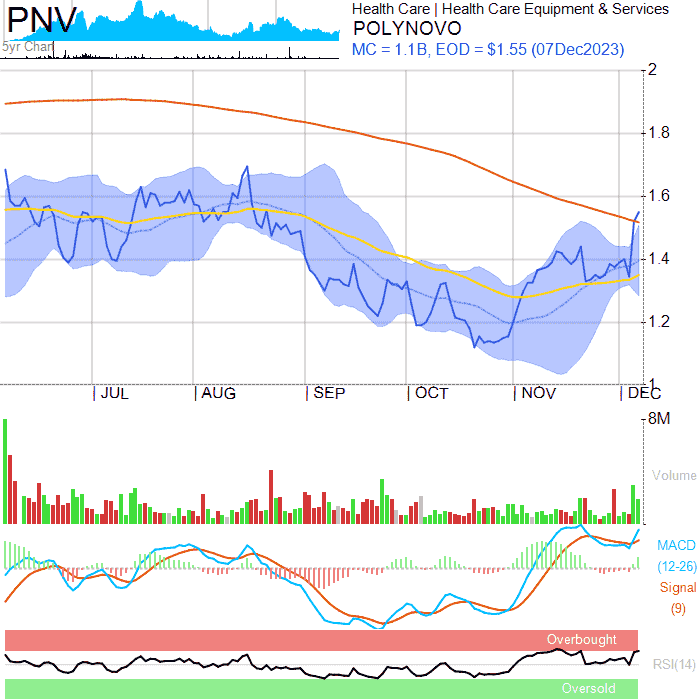 PNV
5yr Chart
Health Care | Health Care Equipment & Services
POLYNOVO
MC = 1.1B, EOD = $1.55 (07Dec2023)
2
1.8
1.6
1.4
1.2
1
JUL AUG SEP OCT NOV DEC
8M
Volume
MACD
(12-26)
Signal
(9)
Overbought
RSI(14)
Oversold